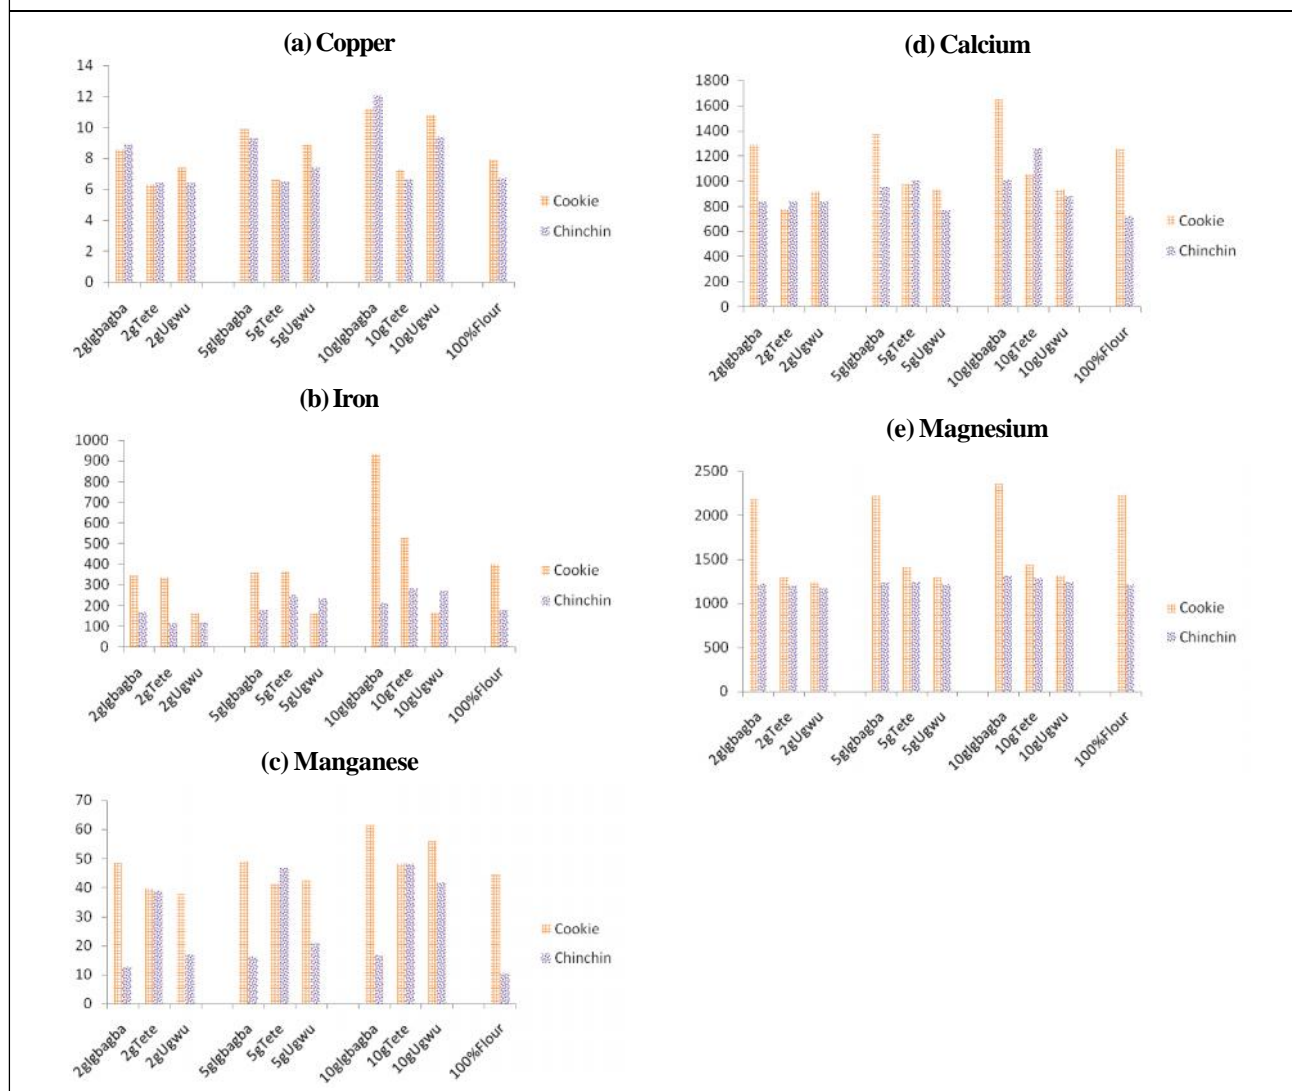 (a) Copper
14
12
10
8
6
4
2
0
2gIgbagba
2gTete
2gUgwu
5gIgbagba
5gTete
5gUgwu
10gIgbagba
10gTete
10gUgwu
100%Flour
Cookie
Chinchin
(b) Iron
1000
900
800
700
600
500
400
300
200
100
0
2gIgbagba
2gTete
2gUgwu
5gIgbagba
5gTete
5gUgwu
10gIgbagba
10gTete
10gUgwu
100%Flour
Cookie
Chinchin
(c) Manganese
70
60
50
40
30
20
10
0
2gIgbagba
2gTete
2gUgwu
5gIgbagba
5gTete
5gUgwu
10gIgbagba
10gTete
10gUgwu
100%Flour
Cookie
Chinchin
(d) Calcium
1800
1600
1400
1200
1000
800
600
400
200
0
2gIgbagba
2gTete
2gUgwu
5gIgbagba
5gTete
5gUgwu
10gIgbagba
10gTete
10gUgwu
100%Flour
Cookie
Chinchin
(e) Magnesium
2500
2000
1500
1000
500
0
2gIgbagba
2gTete
2gUgwu
5gIgbagba
5gTete
5gUgwu
10gIgbagba
10gTete
10gUgwu
100%Flour
Cookie
Chinchin